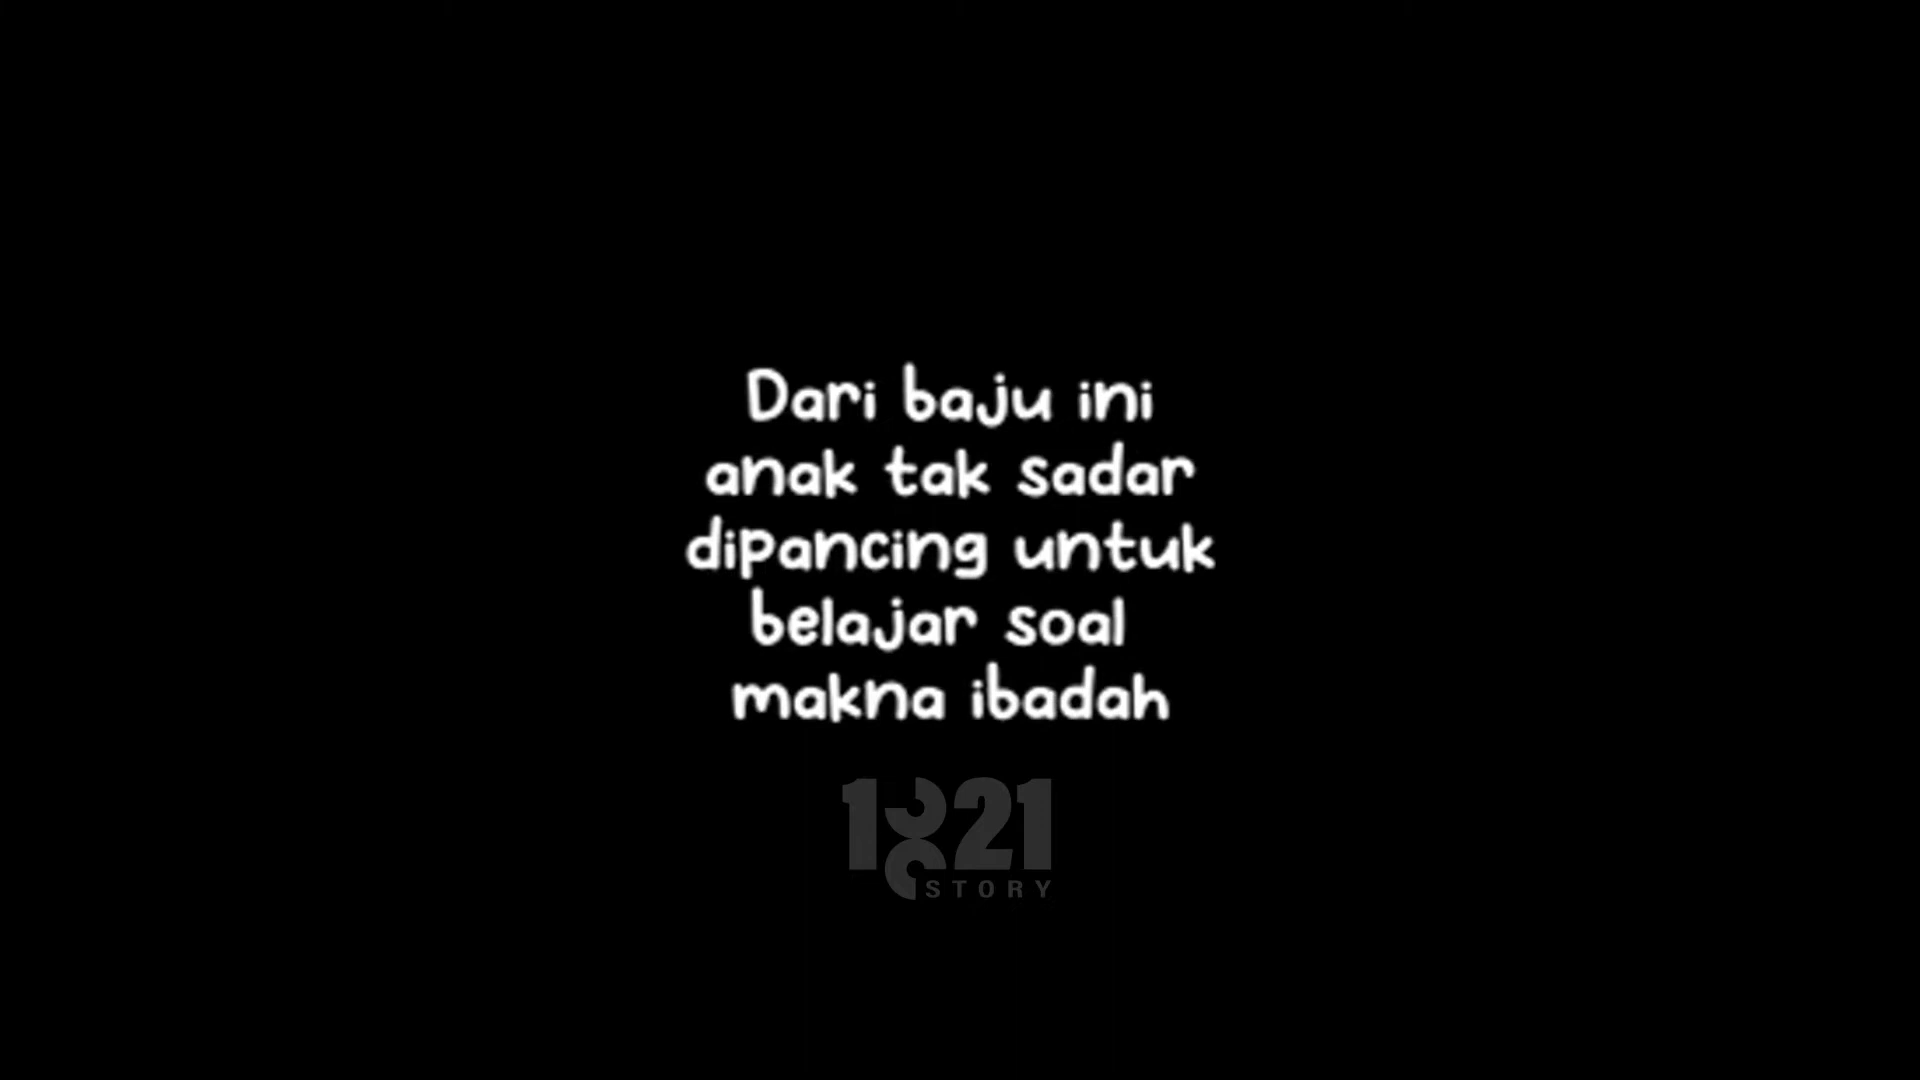 Dari baju ini
anak tak sadar
dipancing untuk
belajar soal
makna ibadah
1821
STORY